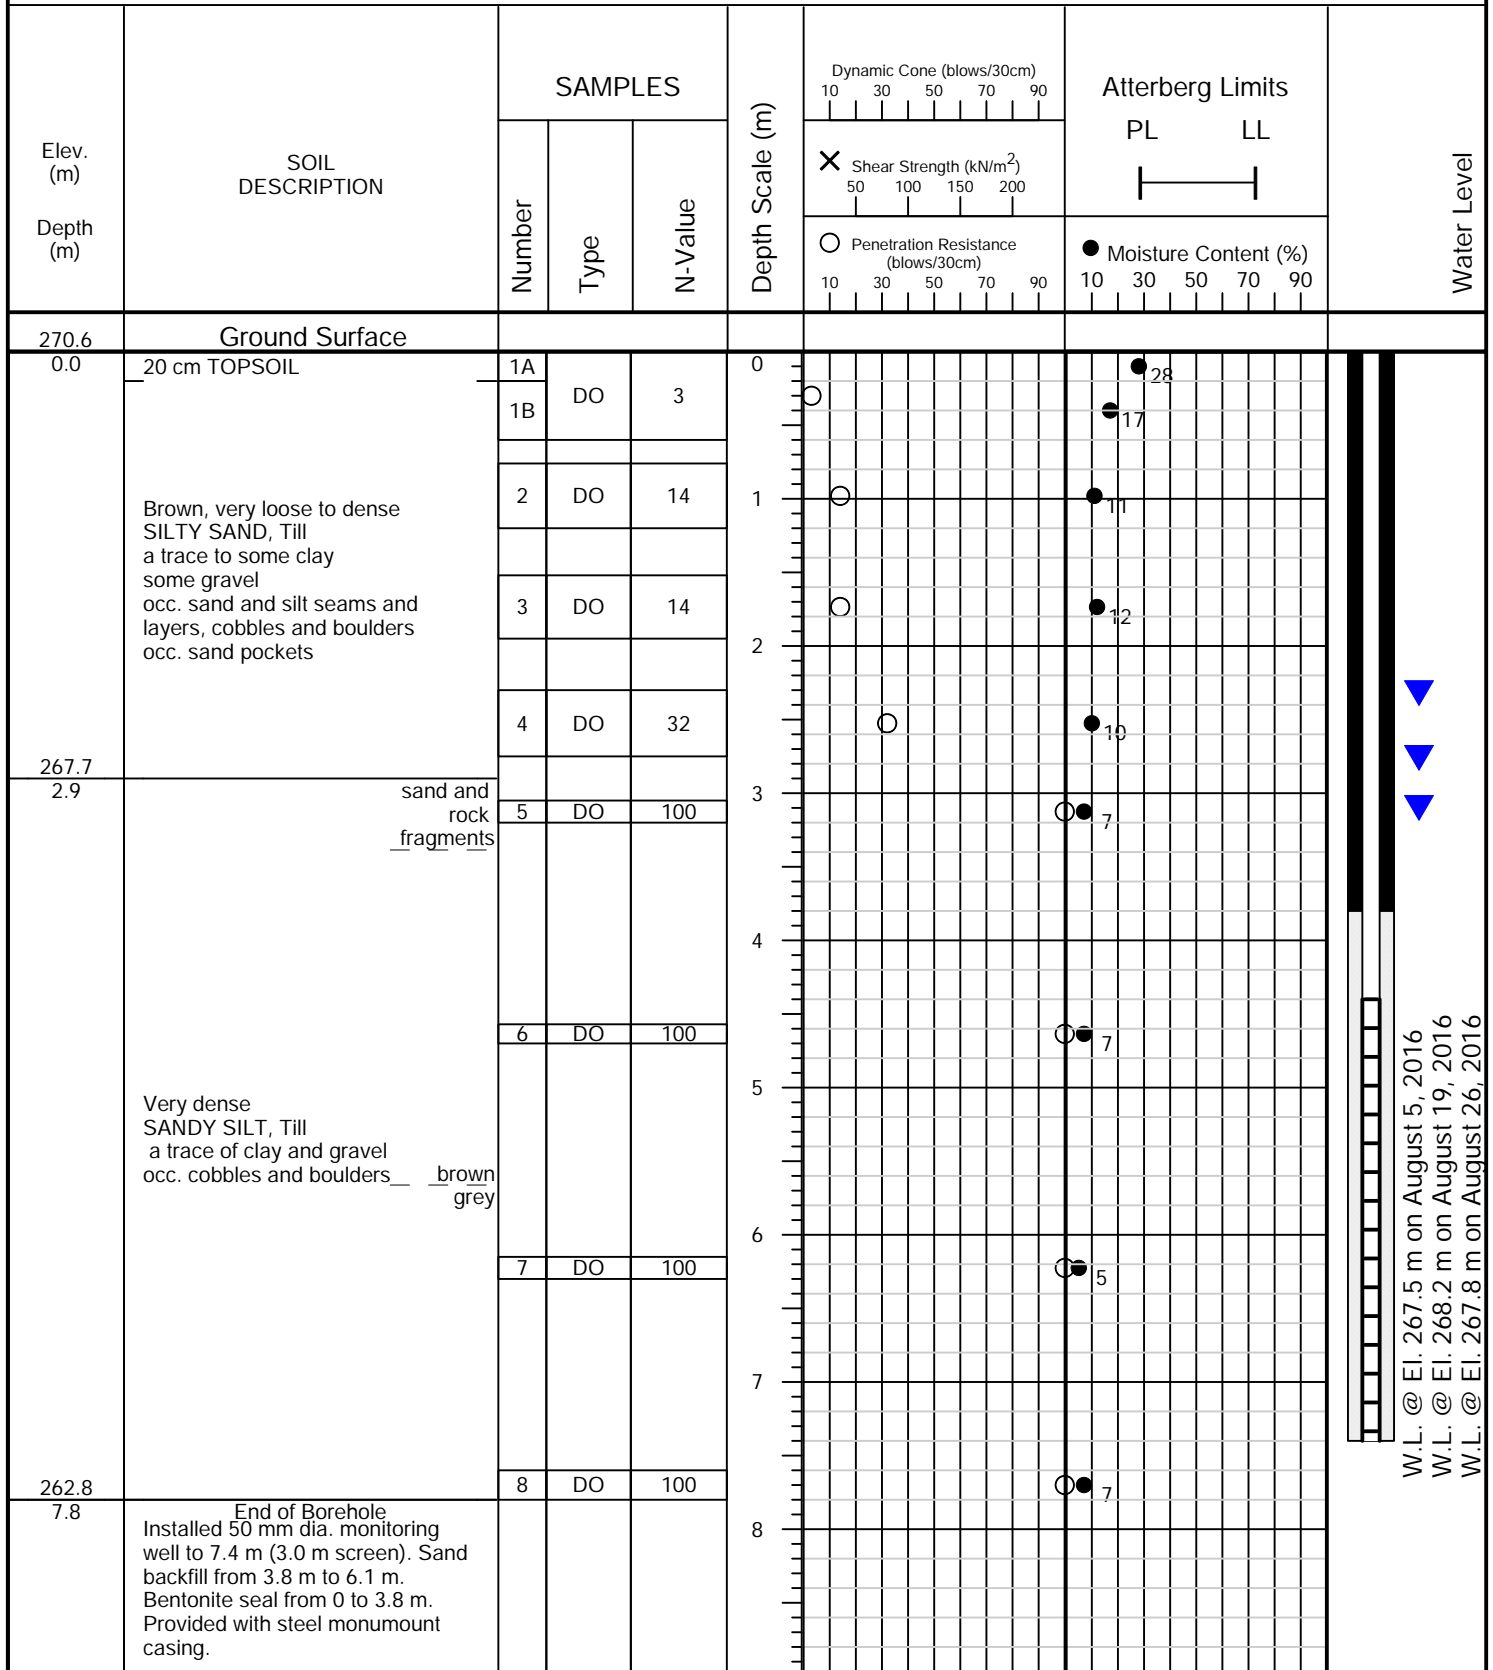 Elev.
(m)
Depth
(m)
SOIL
DESCRIPTION
SAMPLES
Number
Type
N-Value
Depth Scale (m)
Dynamic Cone (blows/30cm)
10 30 50 70 90
Shear Strength (kN/m2)
50 100 150 200
Penetration Resistance
(blows/30cm)
10 30 50 70 90
Atterberg Limits
PL LL
Moisture Content (%)
10 30 50 70 90
Water Level
270.6 Ground Surface
0.0 20 cm TOPSOIL 1A 0 28
DO 3
1B 17
2 DO 14 1 11
Brown, very loose to dense
SILTY SAND, Till
a trace to some clay
some gravel
occ. sand and silt seams and
layers, cobbles and boulders
occ. sand pockets
3 DO 14 12
2
4 DO 32 10
267.7
2.9 sand and 3
rock 5 DO 100 7
fragments
4
6 DO 100 7
5
Very dense
SANDY SILT, Till
a trace of clay and gravel
occ. cobbles and boulders brown
grey
6
7 DO 100 5
7
262.8 8 DO 100 7
7.8 End of Borehole
8
Installed 50 mm dia. monitoring
well to 7.4 m (3.0 m screen). Sand
backfill from 3.8 m to 6.1 m.
Bentonite seal from 0 to 3.8 m.
Provided with steel monumount
casing.
W.L. @ El. 267.5 m on August 5, 2016
W.L. @ El. 268.2 m on August 19, 2016
W.L. @ El. 267.8 m on August 26, 2016